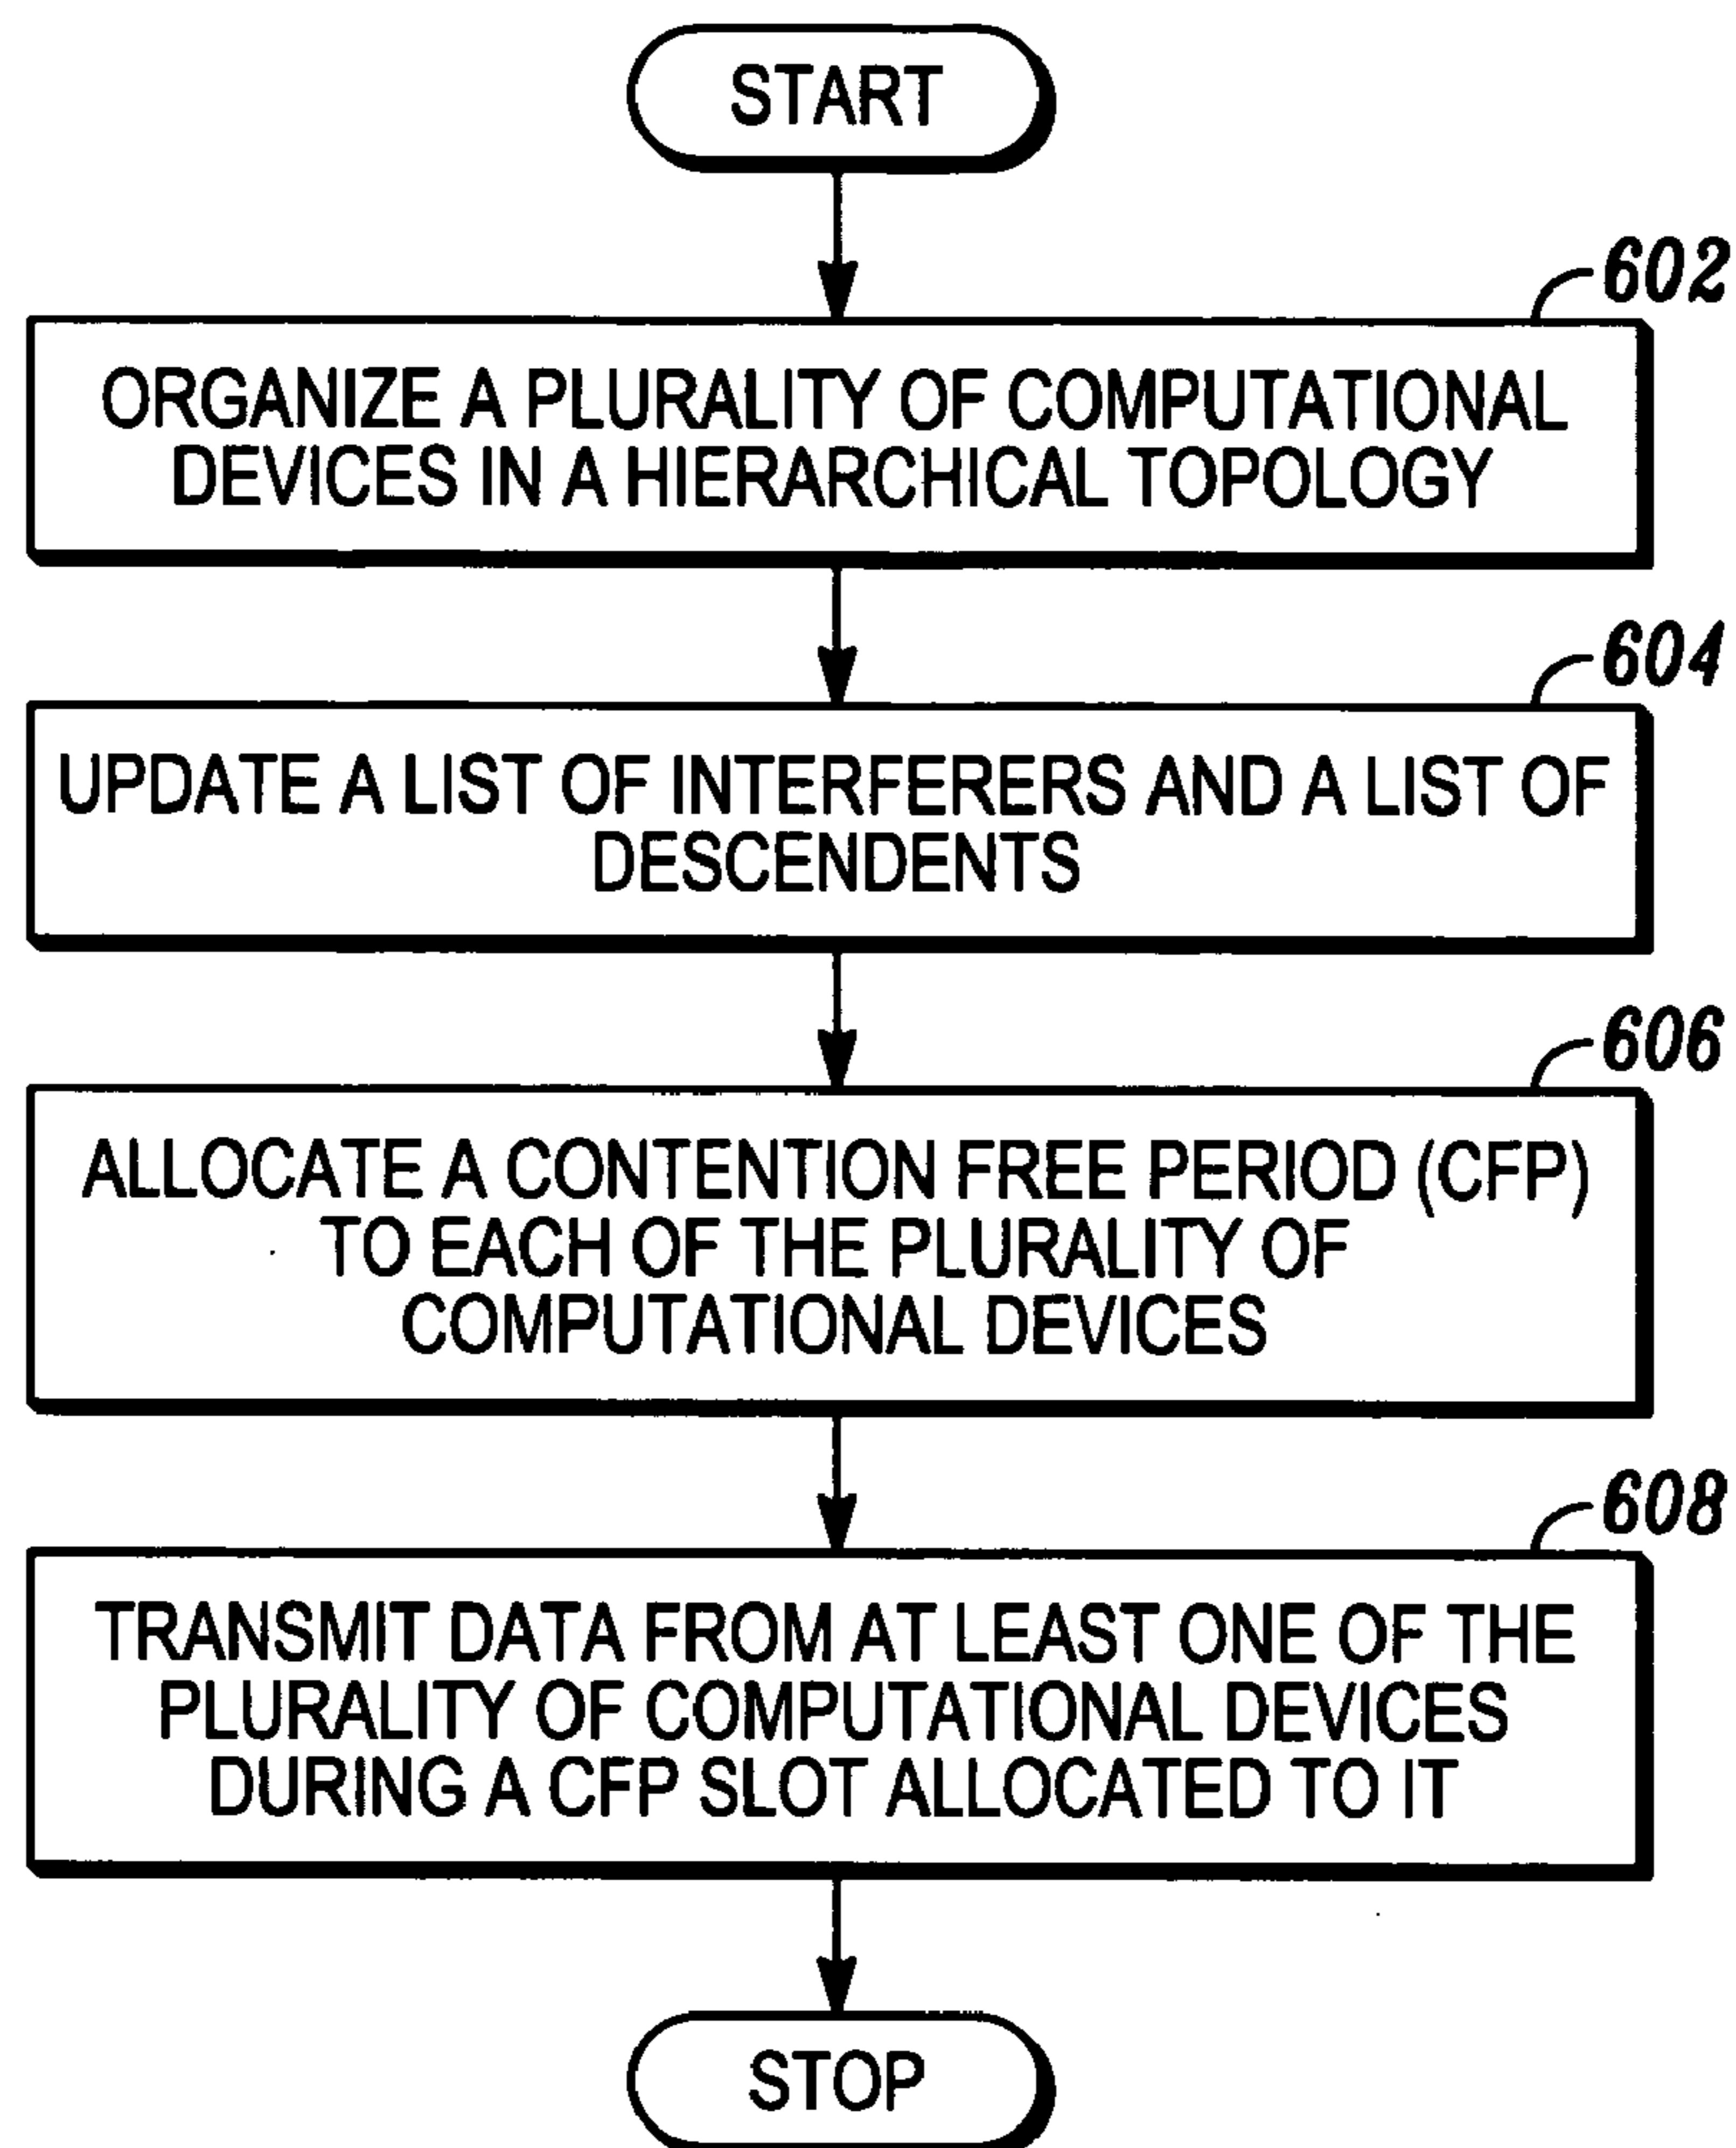 START
602
ORGANIZE A PLURALITY OF COMPUTATIONAL
DEVICES IN A HIERARCHICAL TOPOLOGY
604
UPDATE A LIST OF INTERFERERS AND A LIST OF
DESCENDENTS
606
ALLOCATE A CONTENTION FREE PERIOD (CFP)
TO EACH OF THE PLURALITY OF
COMPUTATIONAL DEVICES
608
TRANSMIT DATA FROM AT LEAST ONE OF THE
PLURALITY OF COMPUTATIONAL DEVICES
DURING A CFP SLOT ALLOCATED TO IT
STOP